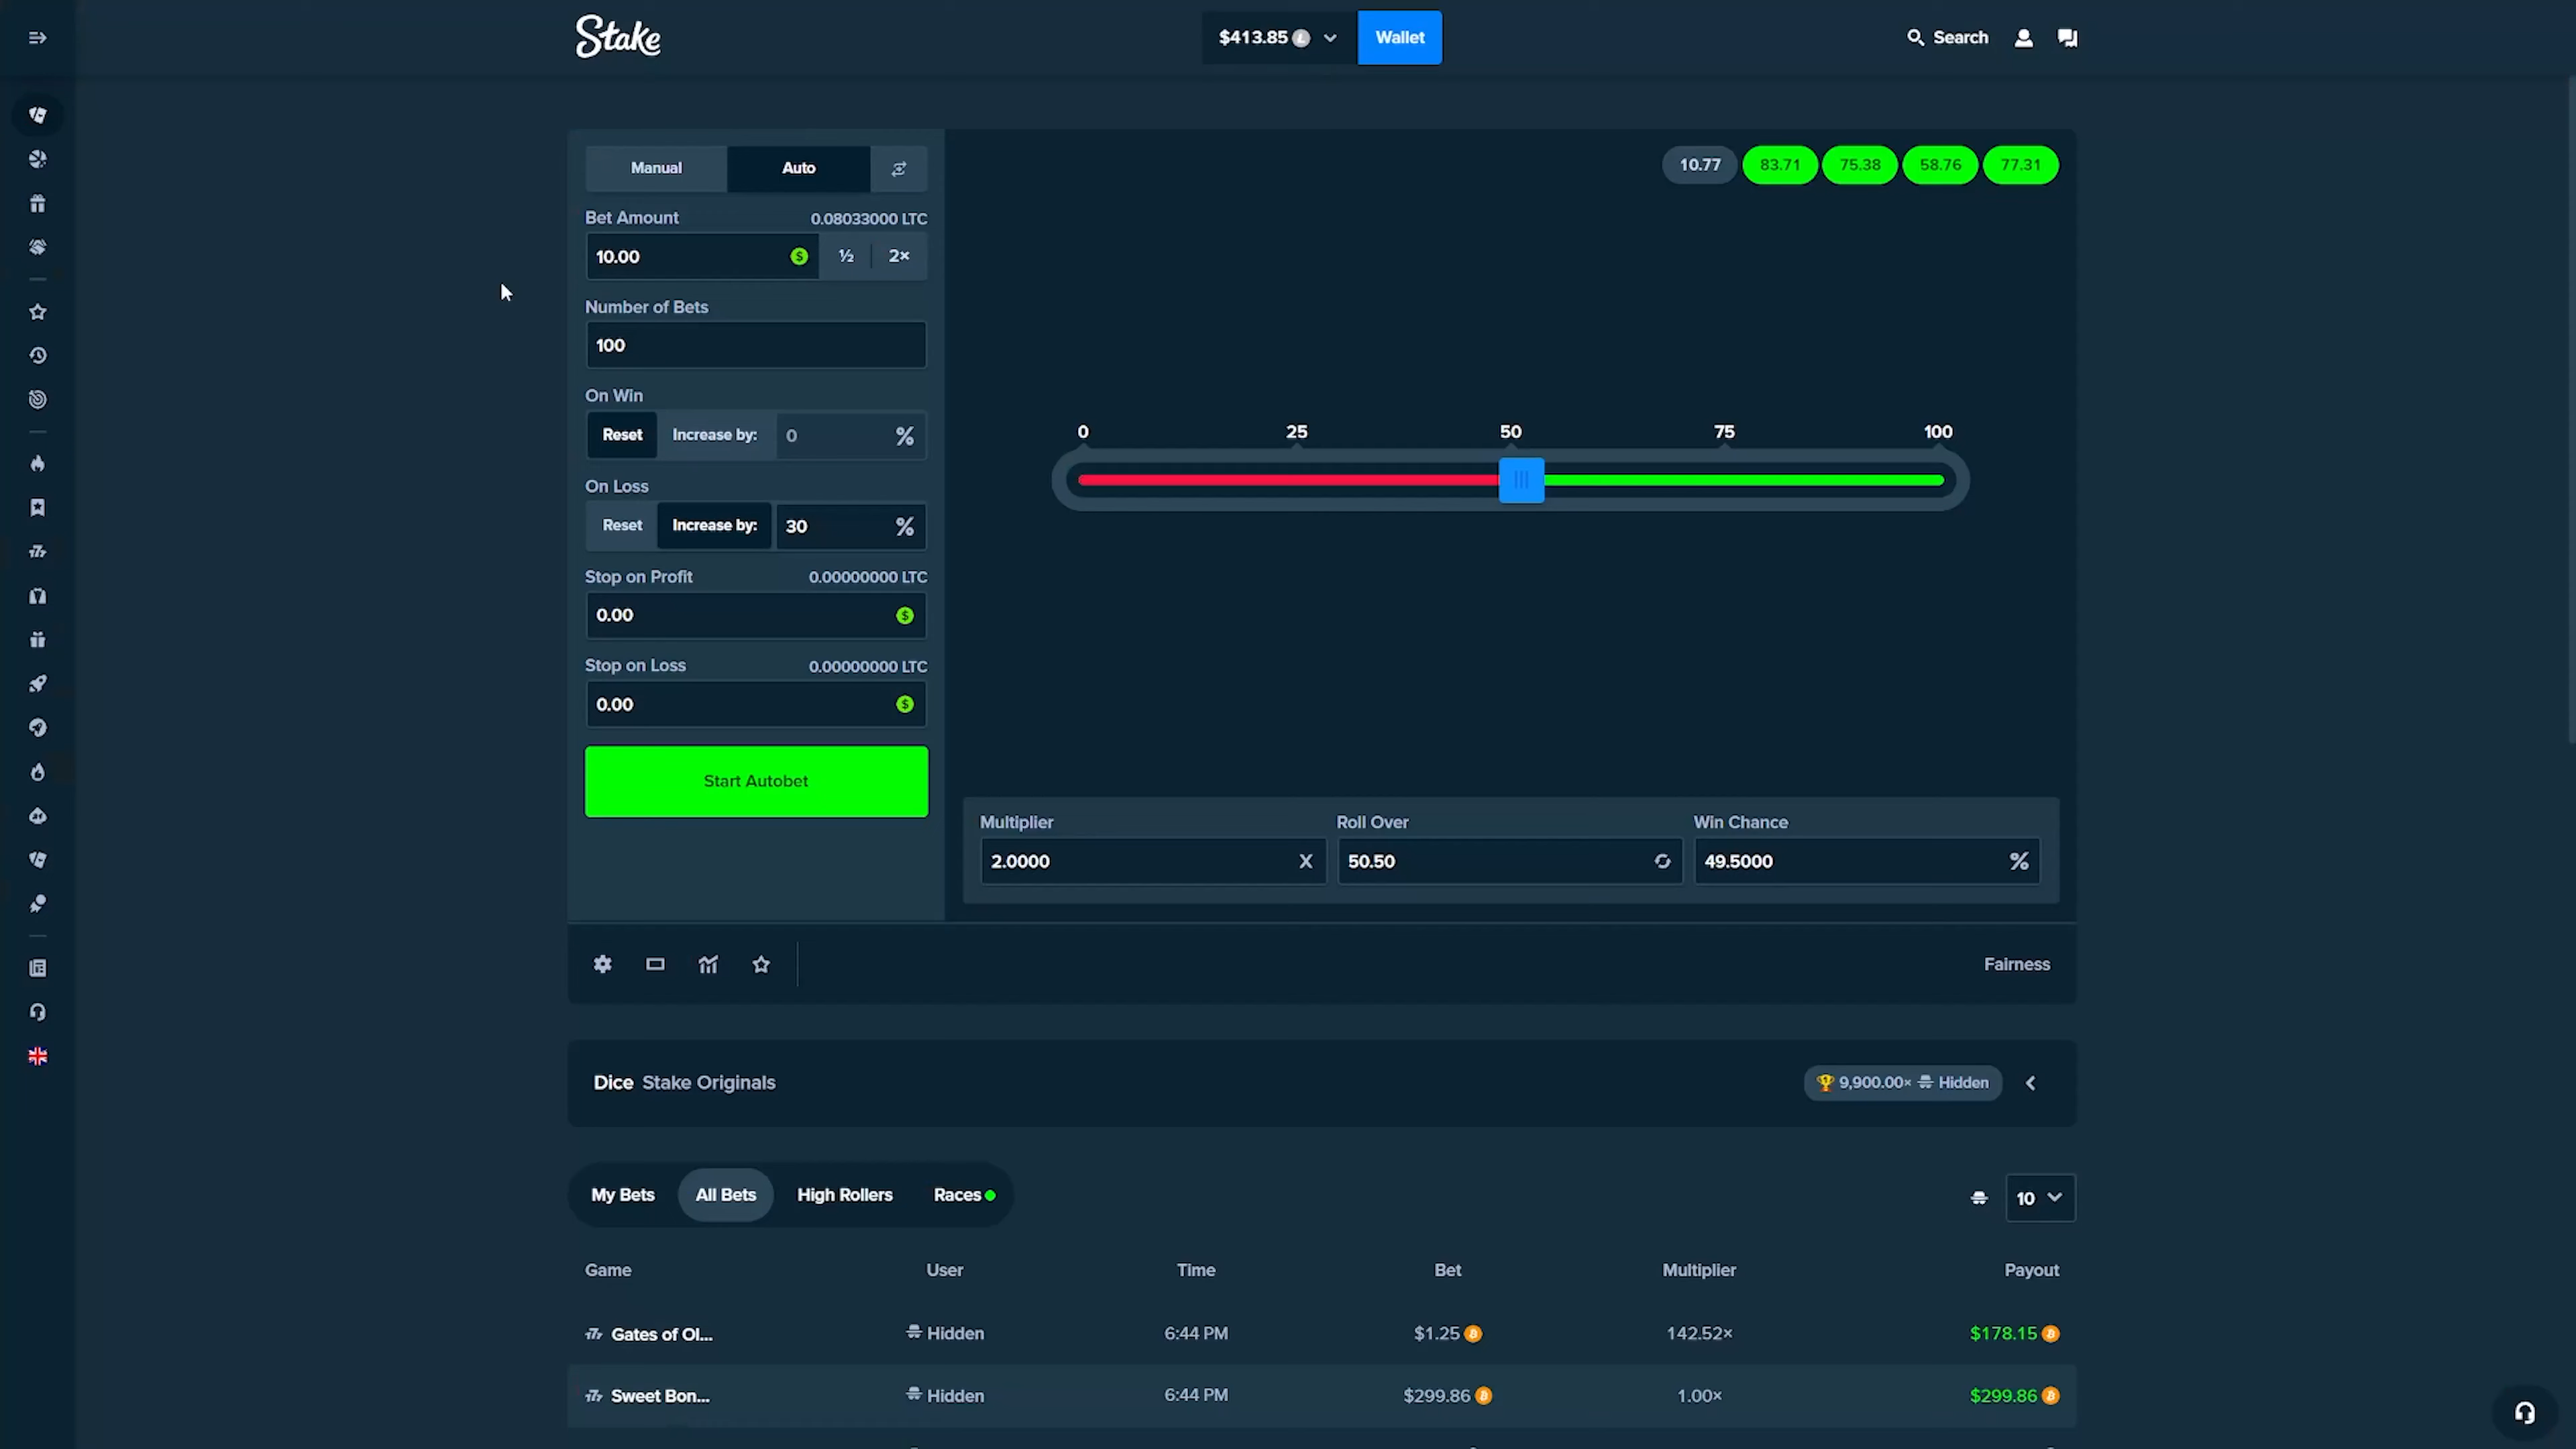 Stake
$413.85
Wallet
Search
Manual
Auto
10.77
83.71
75.38
58.76
77.31
Bet Amount
0.08033000 LTC
10.00
½
2×
Number of Bets
100
On Win
Reset
Increase by:
0
%
On Loss
Reset
Increase by:
30
%
Stop on Profit
0.00000000 LTC
0.00
Stop on Loss
0.00000000 LTC
0.00
Start Autobet
0
25
50
75
100
Multiplier
2.0000
Roll Over
50.50
Win Chance
49.5000
%
Fairness
Dice Stake Originals
9,900.00× Hidden
My Bets
All Bets
High Rollers
Races
10
Game User Time Bet Multiplier Payout
Gates of Ol... Hidden 6:44 PM $1.25 142.52× $178.15
Sweet Bon... Hidden 6:44 PM $299.86 1.00× $299.86